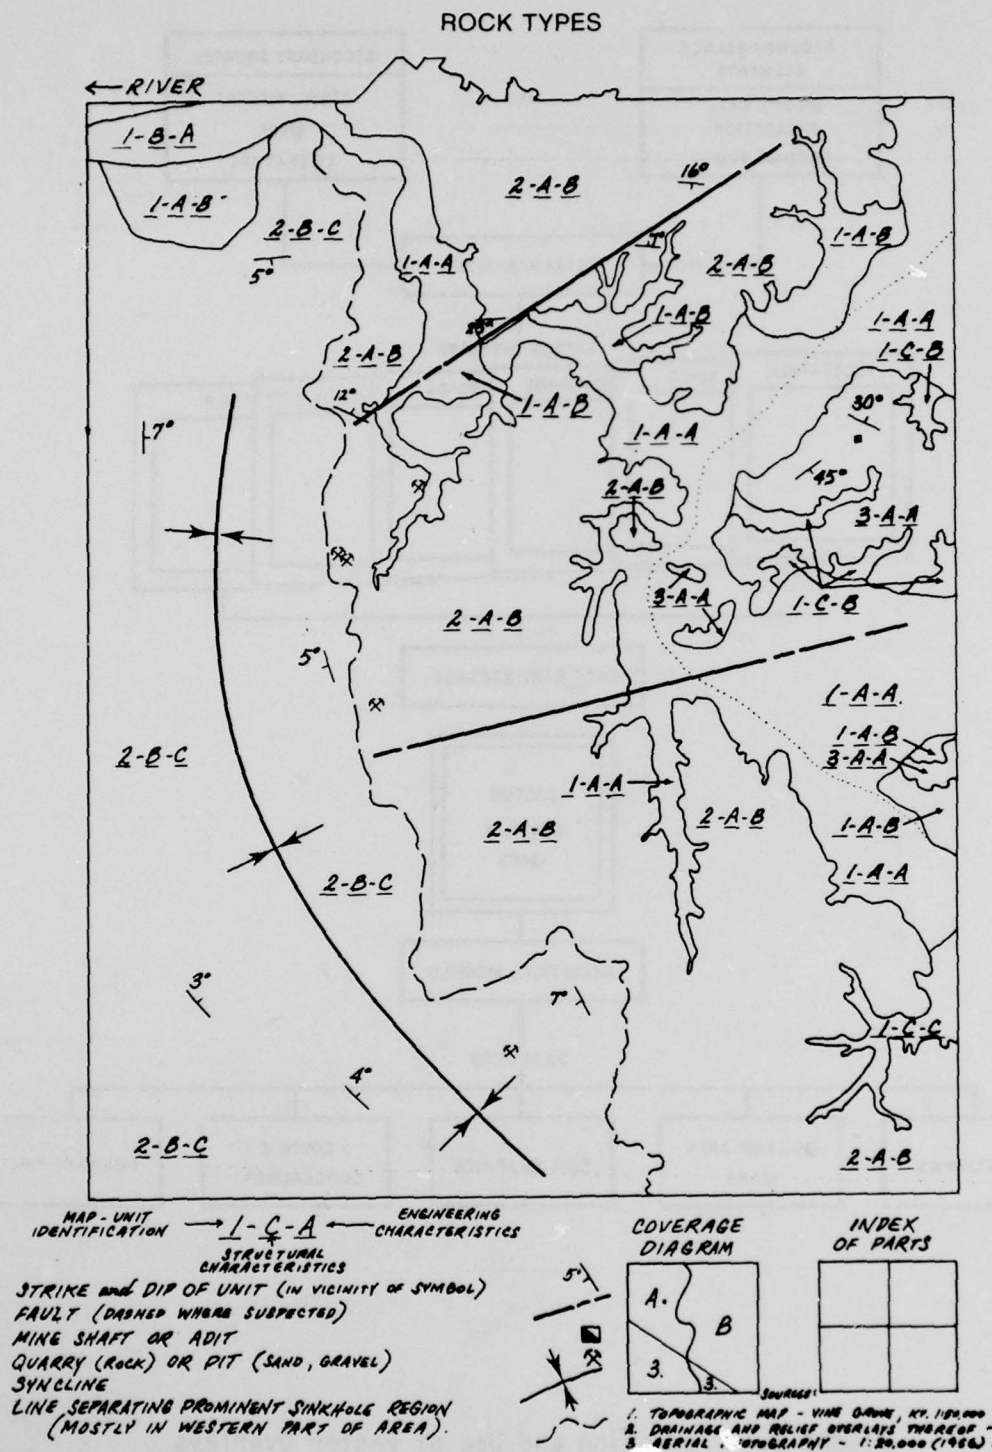 ROCK TYPES
← RIVER
1-B-A
16°
2-A-B
1-A-B
2-B-C
1-A-B
5°
1-A-A
7°
2-A-B
1-A-B
1-A-A
2-A-B
1-C-B
12°
1-A-B
30°
7°
1-A-A
45°
2-A-B
3-A-A
3-A-A
1-C-B
2-A-B
5°
1-A-A
1-A-B
2-B-C
3-A-A
1-A-A
2-A-B
2-A-B
1-A-B
2-B-C
1-A-A
3°
7°
1-C-C
4°
2-B-C
2-A-B
MAP-UNIT IDENTIFICATION → 1-C-A ← ENGINEERING CHARACTERISTICS
STRUCTURAL CHARACTERISTICS
STRIKE and DIP OF UNIT (IN VICINITY OF SYMBOL) 5°
FAULT (DASHED WHERE SUSPECTED)
MINE SHAFT OR ADIT
QUARRY (ROCK) OR PIT (SAND, GRAVEL)
SYNCLINE
LINE SEPARATING PROMINENT SINKHOLE REGION
(MOSTLY IN WESTERN PART OF AREA).
COVERAGE DIAGRAM
A.
B
3.
3.
INDEX OF PARTS
SOURCES:
1. TOPOGRAPHIC MAP - VINE GROVE, KY. 1:50,000
2. DRAINAGE AND RELIEF OVERLAYS THEREOF -
3. AERIAL PHOTOGRAPHY - 1:20,000 (1956)